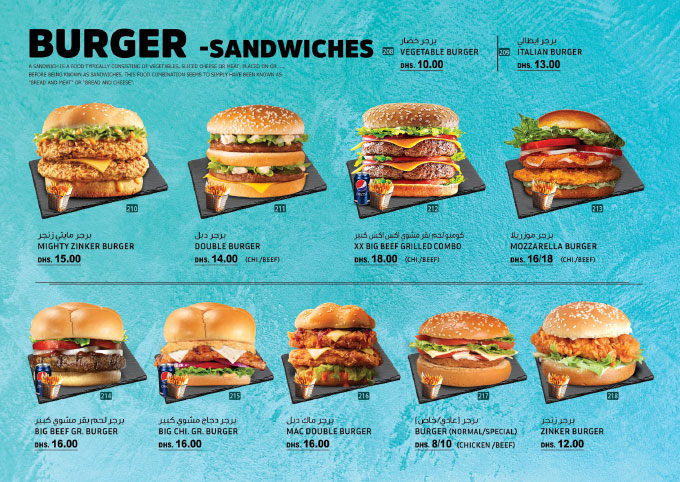 BURGER -SANDWICHES
A SANDWICH IS A FOOD TYPICALLY CONSISTING OF VEGETABLES, SLICED CHEESE OR MEAT, PLACED ON OR
BEFORE BEING KNOWN AS SANDWICHES, THIS FOOD COMBINATION SEEMS TO SIMPLY HAVE BEEN KNOWN AS
"BREAD AND MEAT" OR "BREAD AND CHEESE".
برجر خضار
208 VEGETABLE BURGER
DHS. 10.00
برجر ايطالي
209 ITALIAN BURGER
DHS. 13.00
210
برجر مايتي زنجر
MIGHTY ZINKER BURGER
DHS. 15.00
211
برجر دبل
DOUBLE BURGER
DHS. 14.00 (CHI./BEEF)
212
كومبو لحم بقر مشوي اكس اكس كبير
XX BIG BEEF GRILLED COMBO
DHS. 18.00 (CHI./BEEF)
213
برجر موزريلا
MOZZARELLA BURGER
DHS. 16/18 (CHI./BEEF)
214
برجر لحم بقر مشوي كبير
BIG BEEF GR. BURGER
DHS. 16.00
215
برجر دجاج مشوي كبير
BIG CHI. GR. BURGER
DHS. 16.00
216
برجر ماك دبل
MAC DOUBLE BURGER
DHS. 16.00
217
برجر (عادي/خاص)
BURGER (NORMAL/SPECIAL)
DHS. 8/10 (CHICKEN /BEEF)
218
برجر زنجر
ZINKER BURGER
DHS. 12.00